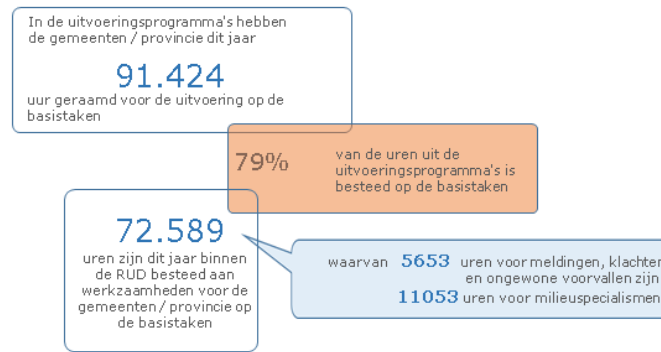 In de uitvoeringsprogramma's hebben
de gemeenten / provincie dit jaar
91.424
uur geraamd voor de uitvoering op de
basistaken
79%
van de uren uit de
uitvoeringsprogramma's is
besteed op de basistaken
72.589
uren zijn dit jaar binnen
de RUD besteed aan
werkzaamheden voor de
gemeenten / provincie op
de basistaken
waarvan 5653 uren voor meldingen, klachten
en ongewone voorvallen zijn
11053 uren voor milieuspecialismen